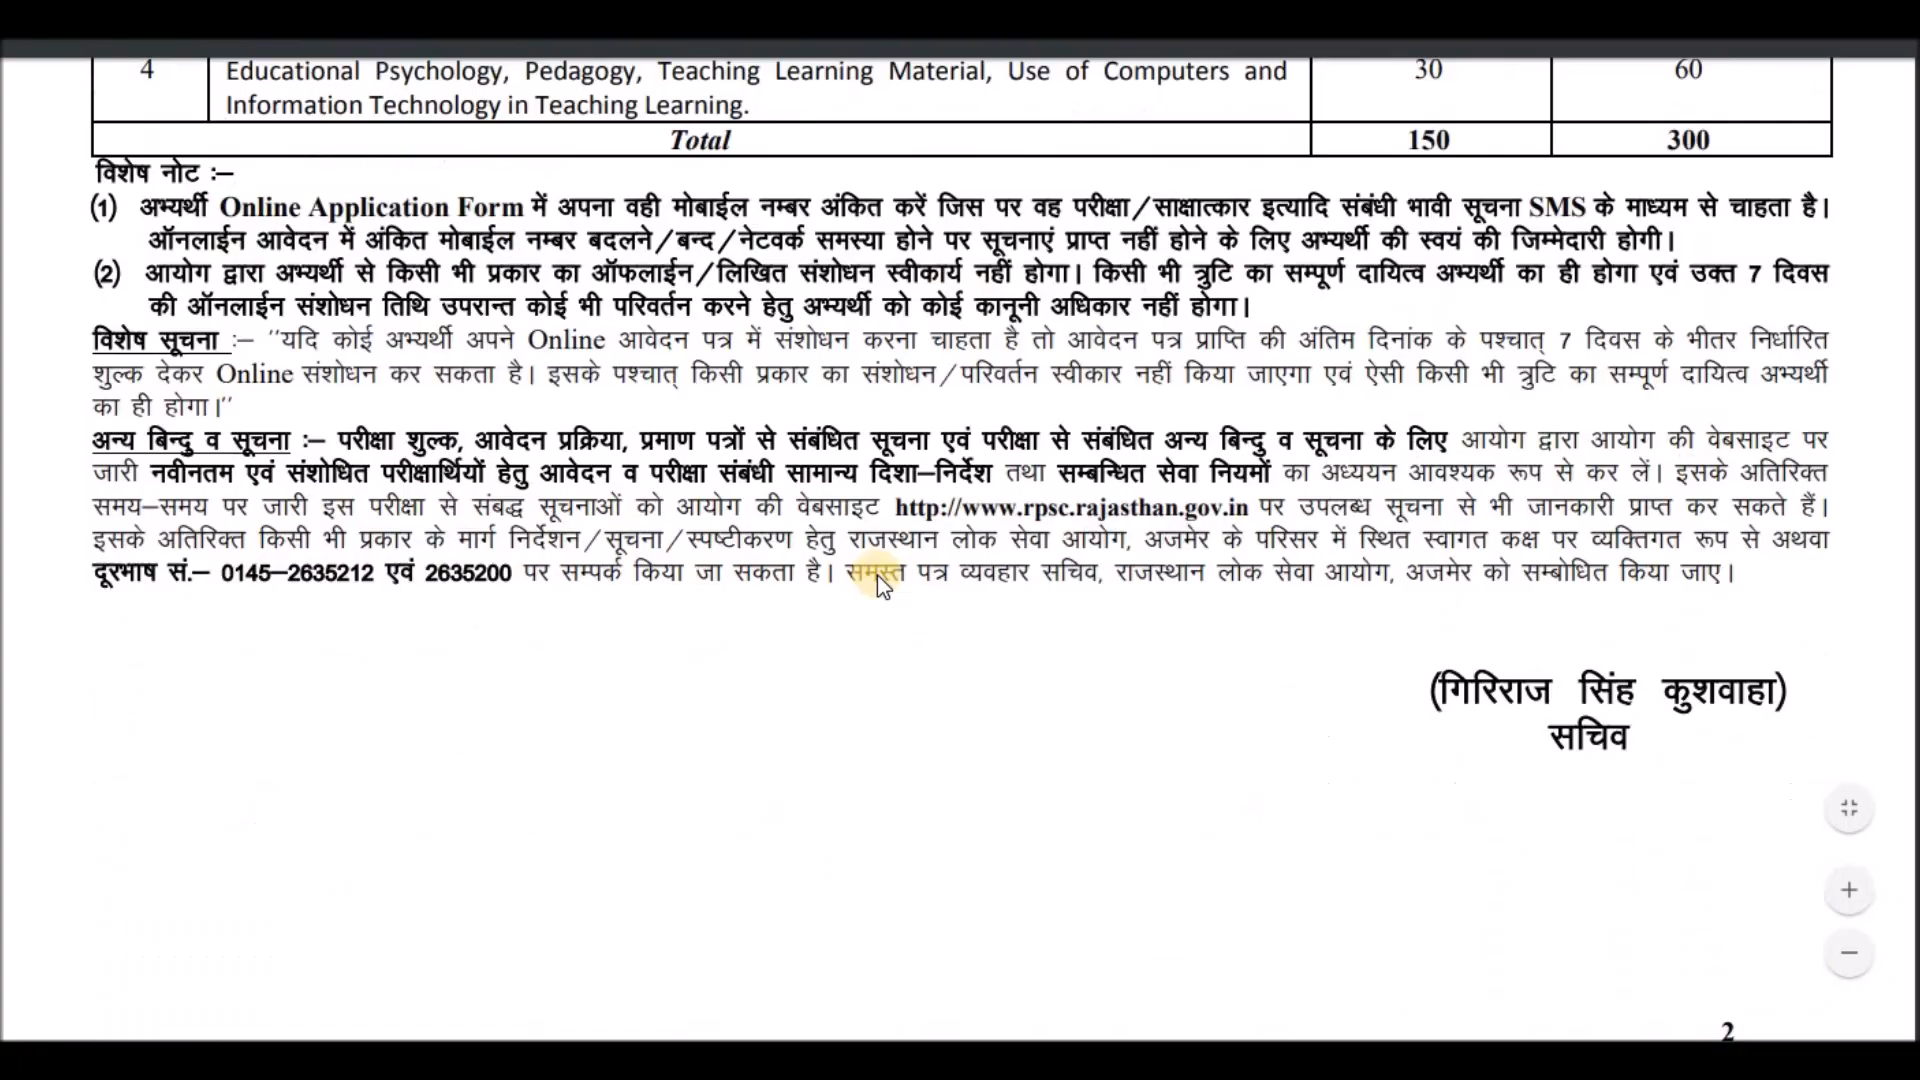 4 Educational Psychology, Pedagogy, Teaching Learning Material, Use of Computers and 30 60
Information Technology in Teaching Learning.
Total 150 300
विशेष नोट :–
(1) अभ्यर्थी Online Application Form में अपना वही मोबाईल नम्बर अंकित करें जिस पर वह परीक्षा/साक्षात्कार इत्यादि संबंधी भावी सूचना SMS के माध्यम से चाहता है।
ऑनलाईन आवेदन में अंकित मोबाईल नम्बर बदलने/बन्द/नेटवर्क समस्या होने पर सूचनाएं प्राप्त नहीं होने के लिए अभ्यर्थी की स्वयं की जिम्मेदारी होगी।
(2) आयोग द्वारा अभ्यर्थी से किसी भी प्रकार का ऑफलाईन/लिखित संशोधन स्वीकार्य नहीं होगा। किसी भी त्रुटि का सम्पूर्ण दायित्व अभ्यर्थी का ही होगा एवं उक्त 7 दिवस
की ऑनलाईन संशोधन तिथि उपरान्त कोई भी परिवर्तन करने हेतु अभ्यर्थी को कोई कानूनी अधिकार नहीं होगा।
विशेष सूचना :– ''यदि कोई अभ्यर्थी अपने Online आवेदन पत्र में संशोधन करना चाहता है तो आवेदन पत्र प्राप्ति की अंतिम दिनांक के पश्चात् 7 दिवस के भीतर निर्धारित
शुल्क देकर Online संशोधन कर सकता है। इसके पश्चात् किसी प्रकार का संशोधन/परिवर्तन स्वीकार नहीं किया जाएगा एवं ऐसी किसी भी त्रुटि का सम्पूर्ण दायित्व अभ्यर्थी
का ही होगा।''
अन्य बिन्दु व सूचना :– परीक्षा शुल्क, आवेदन प्रक्रिया, प्रमाण पत्रों से संबंधित सूचना एवं परीक्षा से संबंधित अन्य बिन्दु व सूचना के लिए आयोग द्वारा आयोग की वेबसाइट पर
जारी नवीनतम एवं संशोधित परीक्षार्थियों हेतु आवेदन व परीक्षा संबंधी सामान्य दिशा–निर्देश तथा सम्बन्धित सेवा नियमों का अध्ययन आवश्यक रूप से कर लें। इसके अतिरिक्त
समय–समय पर जारी इस परीक्षा से संबद्ध सूचनाओं को आयोग की वेबसाइट http://www.rpsc.rajasthan.gov.in पर उपलब्ध सूचना से भी जानकारी प्राप्त कर सकते हैं।
इसके अतिरिक्त किसी भी प्रकार के मार्ग निर्देशन/सूचना/स्पष्टीकरण हेतु राजस्थान लोक सेवा आयोग, अजमेर के परिसर में स्थित स्वागत कक्ष पर व्यक्तिगत रूप से अथवा
दूरभाष सं.– 0145–2635212 एवं 2635200 पर सम्पर्क किया जा सकता है। समस्त पत्र व्यवहार सचिव, राजस्थान लोक सेवा आयोग, अजमेर को सम्बोधित किया जाए।
(गिरिराज सिंह कुशवाहा)
सचिव
2